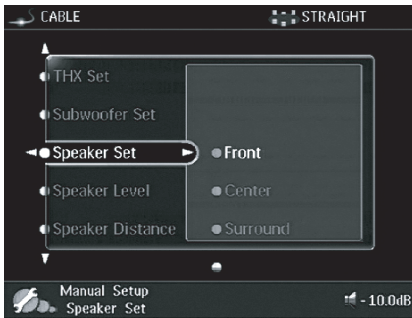 CABLE
STRAIGHT
THX Set
Subwoofer Set
Speaker Set
Front
Speaker Level
Center
Speaker Distance
Surround
Manual Setup
Speaker Set
-10.0dB